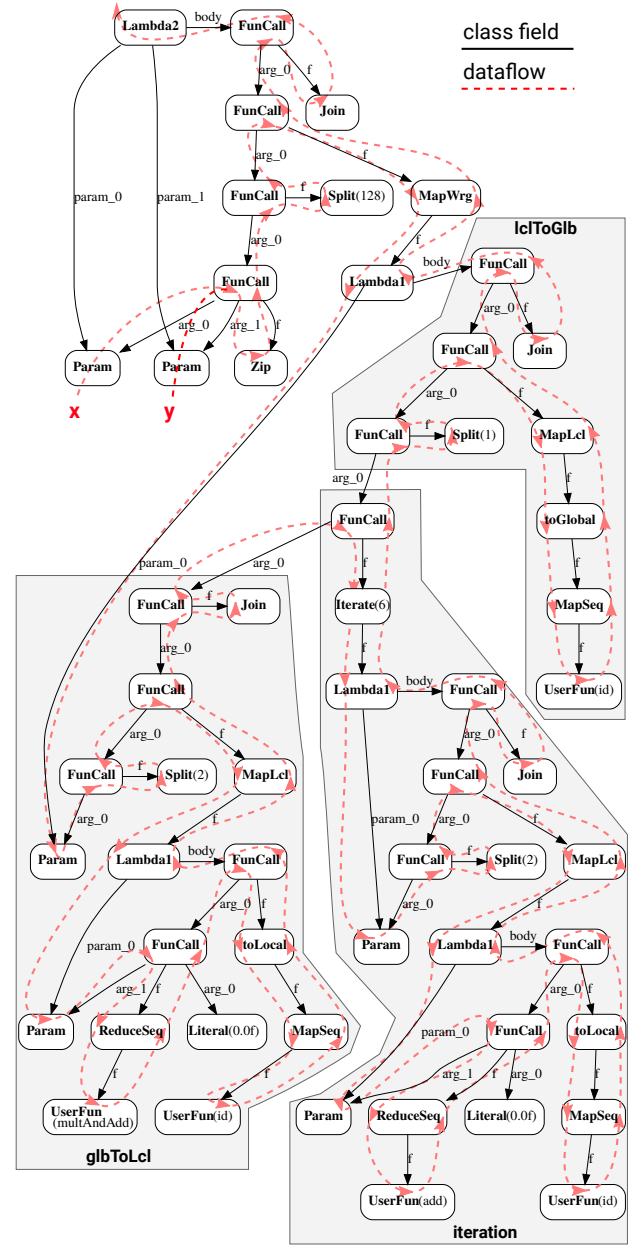 Lambda2
body
FunCall
class field
dataflow
arg_0
f
FunCall
Join
arg_0
f
param_0
param_1
FunCall
f
Split(128)
MapWrg
lclToGlb
arg_0
f
FunCall
Lambda1
body
FunCall
arg_0
arg_1
f
arg_0
f
Param
Param
Zip
FunCall
Join
x
y
arg_0
f
FunCall
f
Split(1)
MapLcl
arg_0
f
FunCall
toGlobal
param_0
arg_0
f
f
FunCall
f
Join
Iterate(6)
MapSeq
arg_0
f
f
FunCall
Lambda1
body
FunCall
UserFun(id)
arg_0
f
arg_0
f
FunCall
f
Split(2)
MapLcl
FunCall
Join
arg_0
f
param_0
arg_0
f
Param
Lambda1
body
FunCall
FunCall
f
Split(2)
MapLcl
arg_0
f
arg_0
f
param_0
FunCall
toLocal
Param
Lambda1
body
FunCall
arg_1
f
arg_0
f
arg_0
f
Param
ReduceSeq
Literal(0.0f)
MapSeq
param_0
FunCall
toLocal
f
f
arg_1
f
arg_0
f
UserFun
(multAndAdd)
UserFun(id)
Param
ReduceSeq
Literal(0.0f)
MapSeq
glbToLcl
f
f
UserFun(add)
UserFun(id)
iteration